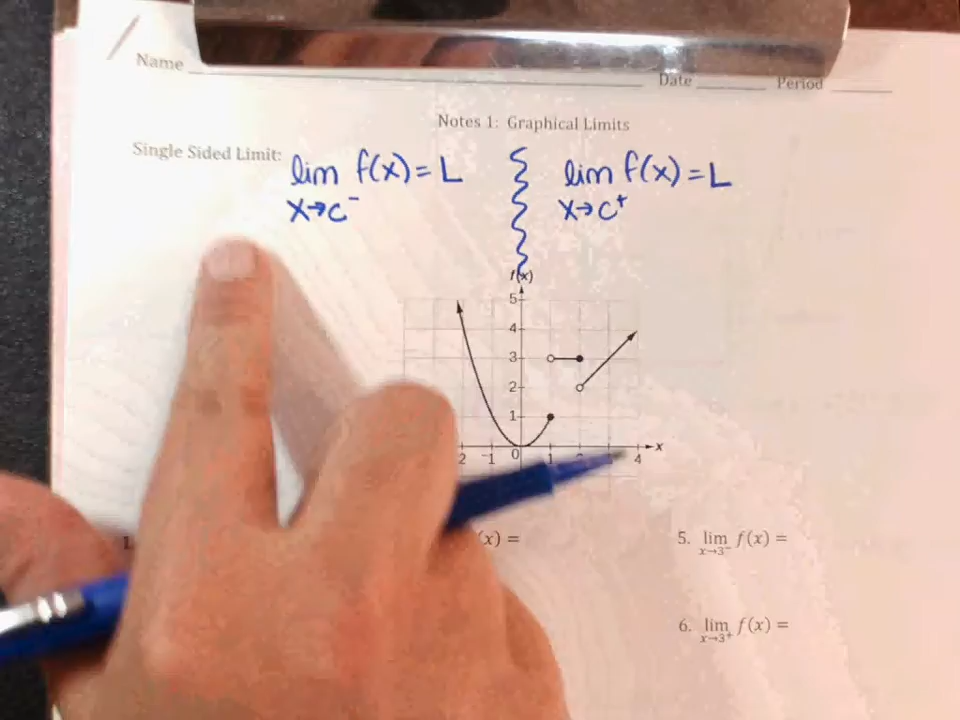 Name Date Period
Notes 1: Graphical Limits
Single Sided Limit: lim f(x) = L lim f(x) = L
x→c⁻ x→c⁺
f(x)
5
4
3
2
1
2 -1 0 1 4 x
(x) = 5. lim f(x) =
x→3⁻
6. lim f(x) =
x→3⁺